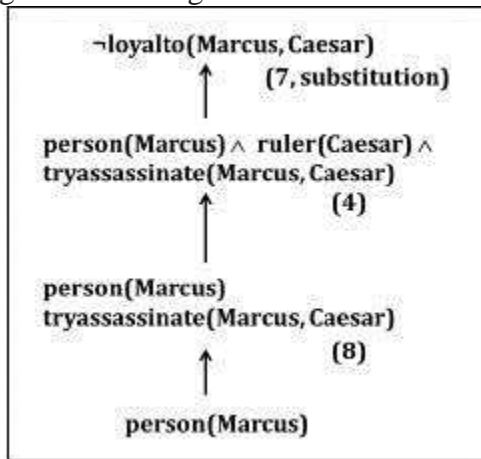 ¬loyalto(Marcus, Caesar)
(7, substitution)
person(Marcus) ∧ ruler(Caesar) ∧
tryassassinate(Marcus, Caesar)
(4)
person(Marcus)
tryassassinate(Marcus, Caesar)
(8)
person(Marcus)